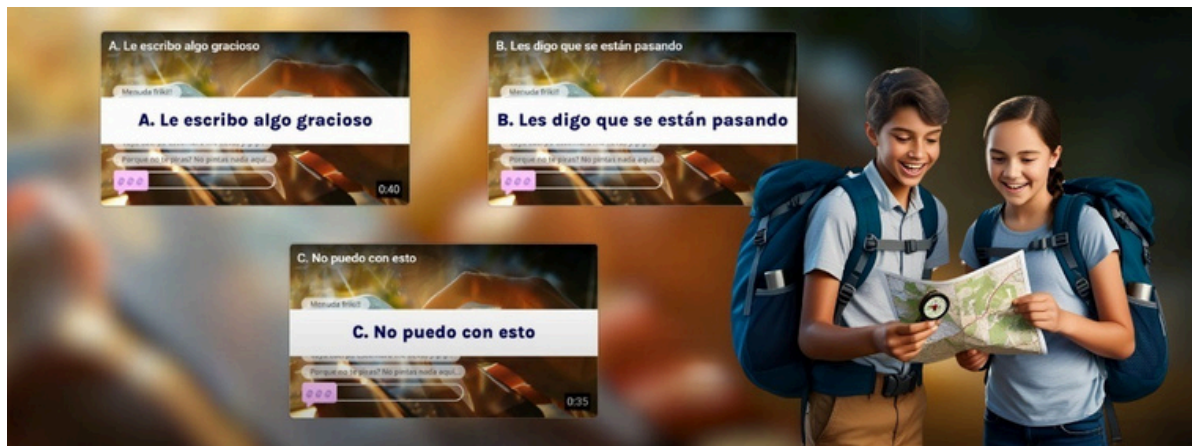 A. Le escribo algo gracioso
Menuda friki!!
A. Le escribo algo gracioso
Porque no te piras? No pintas nada aquí...
0:40
B. Les digo que se están pasando
Menuda friki!!
B. Les digo que se están pasando
Porque no te piras? No pintas nada aquí...
C. No puedo con esto
Menuda friki!!
C. No puedo con esto
Porque no te piras? No pintas nada aquí...
0:35